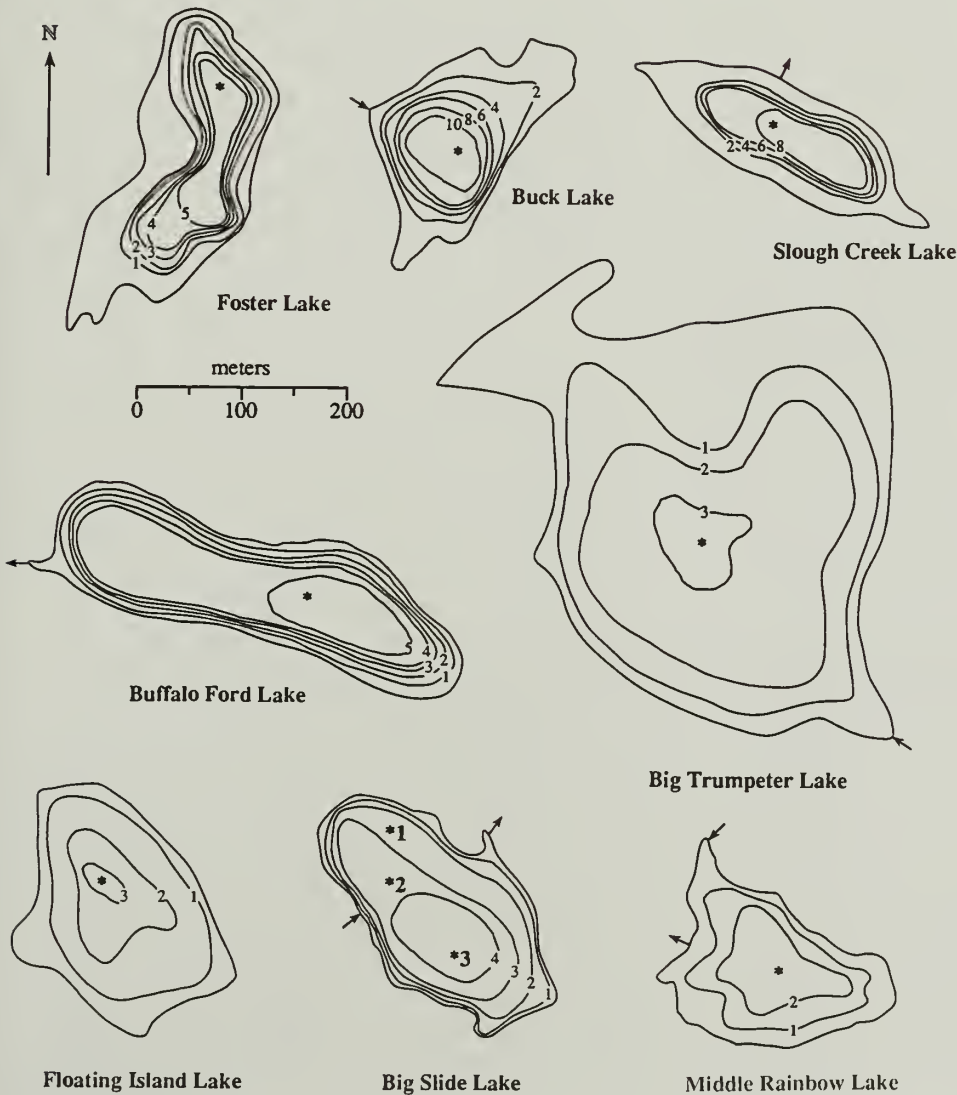 N
2
4
6
8
10
Buck Lake
2 4 6 8
Slough Creek Lake
4
5
2
3
1
Foster Lake
meters
0 100 200
1
2
3
Big Trumpeter Lake
5
4
2
3
1
Buffalo Ford Lake
1
2
3
Floating Island Lake
1
2
3
4
3
2
1
Big Slide Lake
2
1
Middle Rainbow Lake